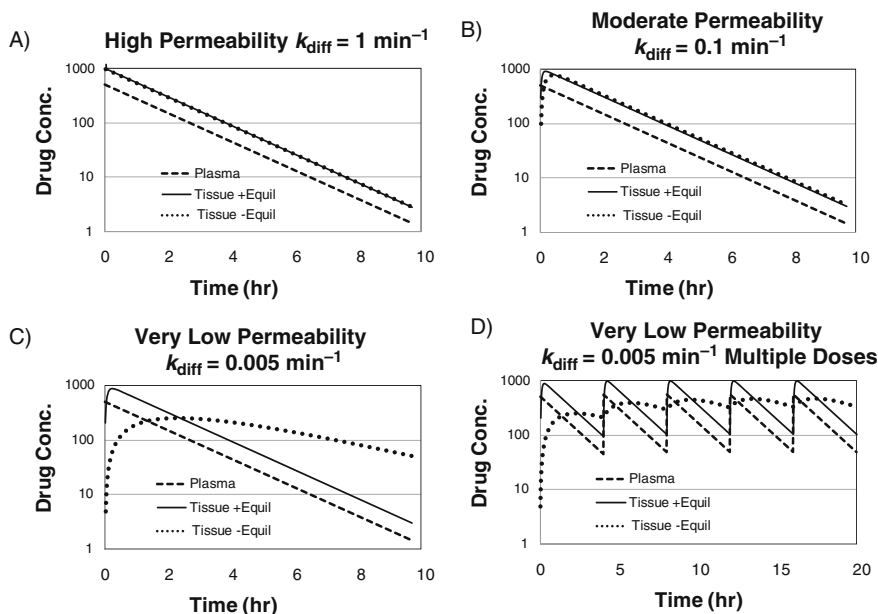 A)
High Permeability kdiff = 1 min–1
Drug Conc.
1000
100
10
1
Plasma
Tissue +Equil
Tissue -Equil
0 2 4 6 8 10
Time (hr)
B)
Moderate Permeability
kdiff = 0.1 min–1
Drug Conc.
1000
100
10
1
Plasma
Tissue +Equil
Tissue -Equil
0 2 4 6 8 10
Time (hr)
C)
Very Low Permeability
kdiff = 0.005 min–1
Drug Conc.
1000
100
10
1
Plasma
Tissue +Equil
Tissue -Equil
0 2 4 6 8 10
Time (hr)
D)
Very Low Permeability
kdiff = 0.005 min–1 Multiple Doses
Drug Conc.
1000
100
10
1
Plasma
Tissue +Equil
Tissue -Equil
0 5 10 15 20
Time (hr)